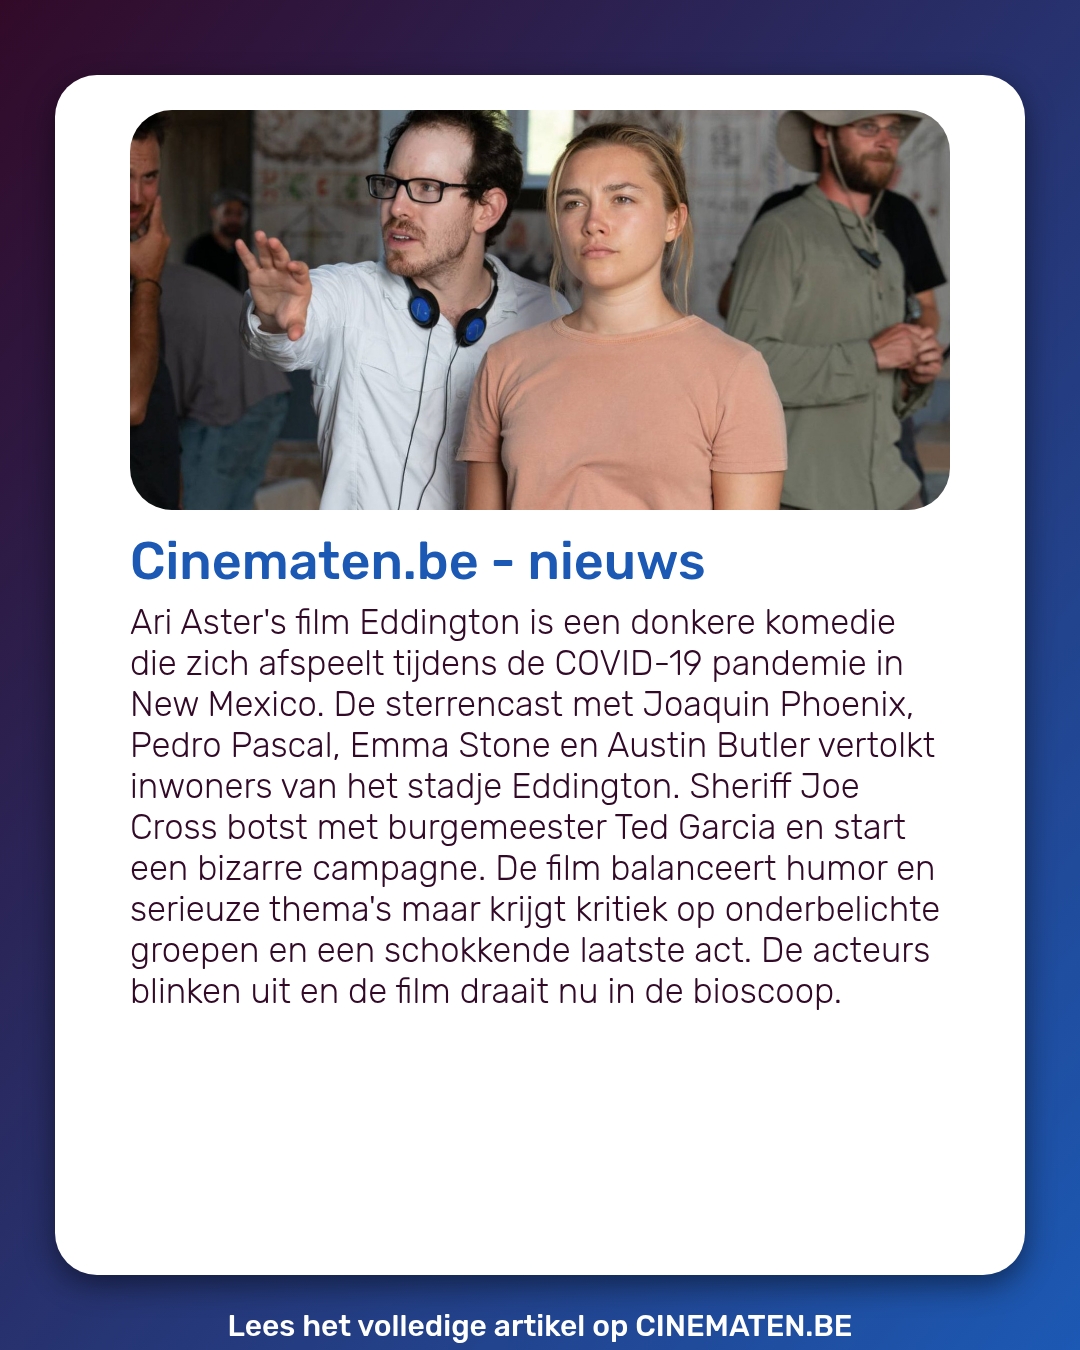 Cinematen.be - nieuws
Ari Aster's film Eddington is een donkere komedie
die zich afspeelt tijdens de COVID-19 pandemie in
New Mexico. De sterrencast met Joaquin Phoenix,
Pedro Pascal, Emma Stone en Austin Butler vertolkt
inwoners van het stadje Eddington. Sheriff Joe
Cross botst met burgemeester Ted Garcia en start
een bizarre campagne. De film balanceert humor en
serieuze thema's maar krijgt kritiek op onderbelichte
groepen en een schokkende laatste act. De acteurs
blinken uit en de film draait nu in de bioscoop.
Lees het volledige artikel op CINEMATEN.BE